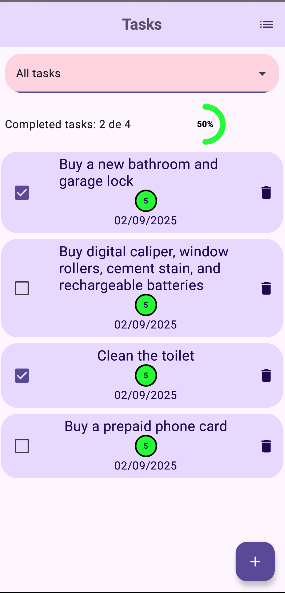 Tasks
All tasks
Completed tasks: 2 de 4
50%
Buy a new bathroom and
garage lock
5
02/09/2025
Buy digital caliper, window
rollers, cement stain, and
rechargeable batteries
5
02/09/2025
Clean the toilet
5
02/09/2025
Buy a prepaid phone card
5
02/09/2025